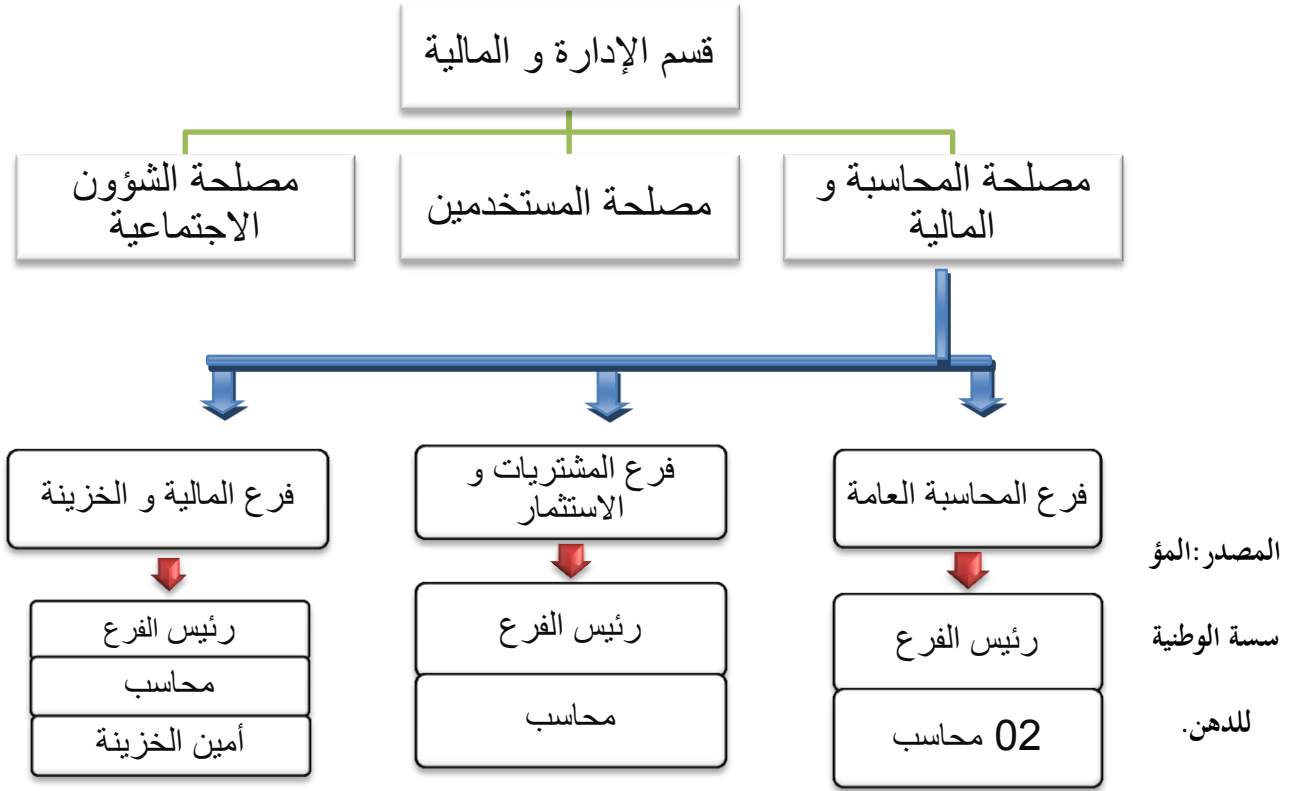 قسم الإدارة و المالية
مصلحة المحاسبة و
المالية
مصلحة المستخدمين
مصلحة الشؤون
الاجتماعية
فرع المحاسبة العامة
فرع المشتريات و
الاستثمار
فرع المالية و الخزينة
رئيس الفرع
02 محاسب
رئيس الفرع
محاسب
رئيس الفرع
محاسب
أمين الخزينة
المصدر:المؤ
سسة الوطنية
للدهن.